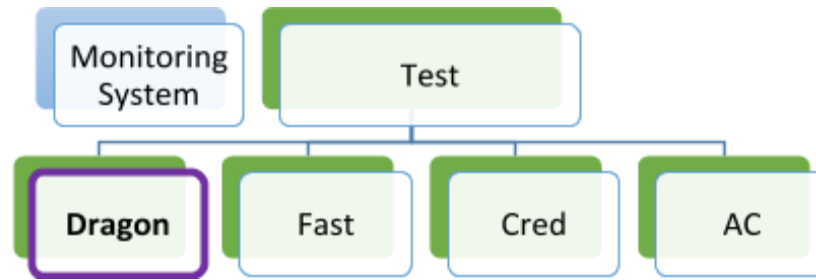 Monitoring
System
Test
Dragon
Fast
Cred
AC